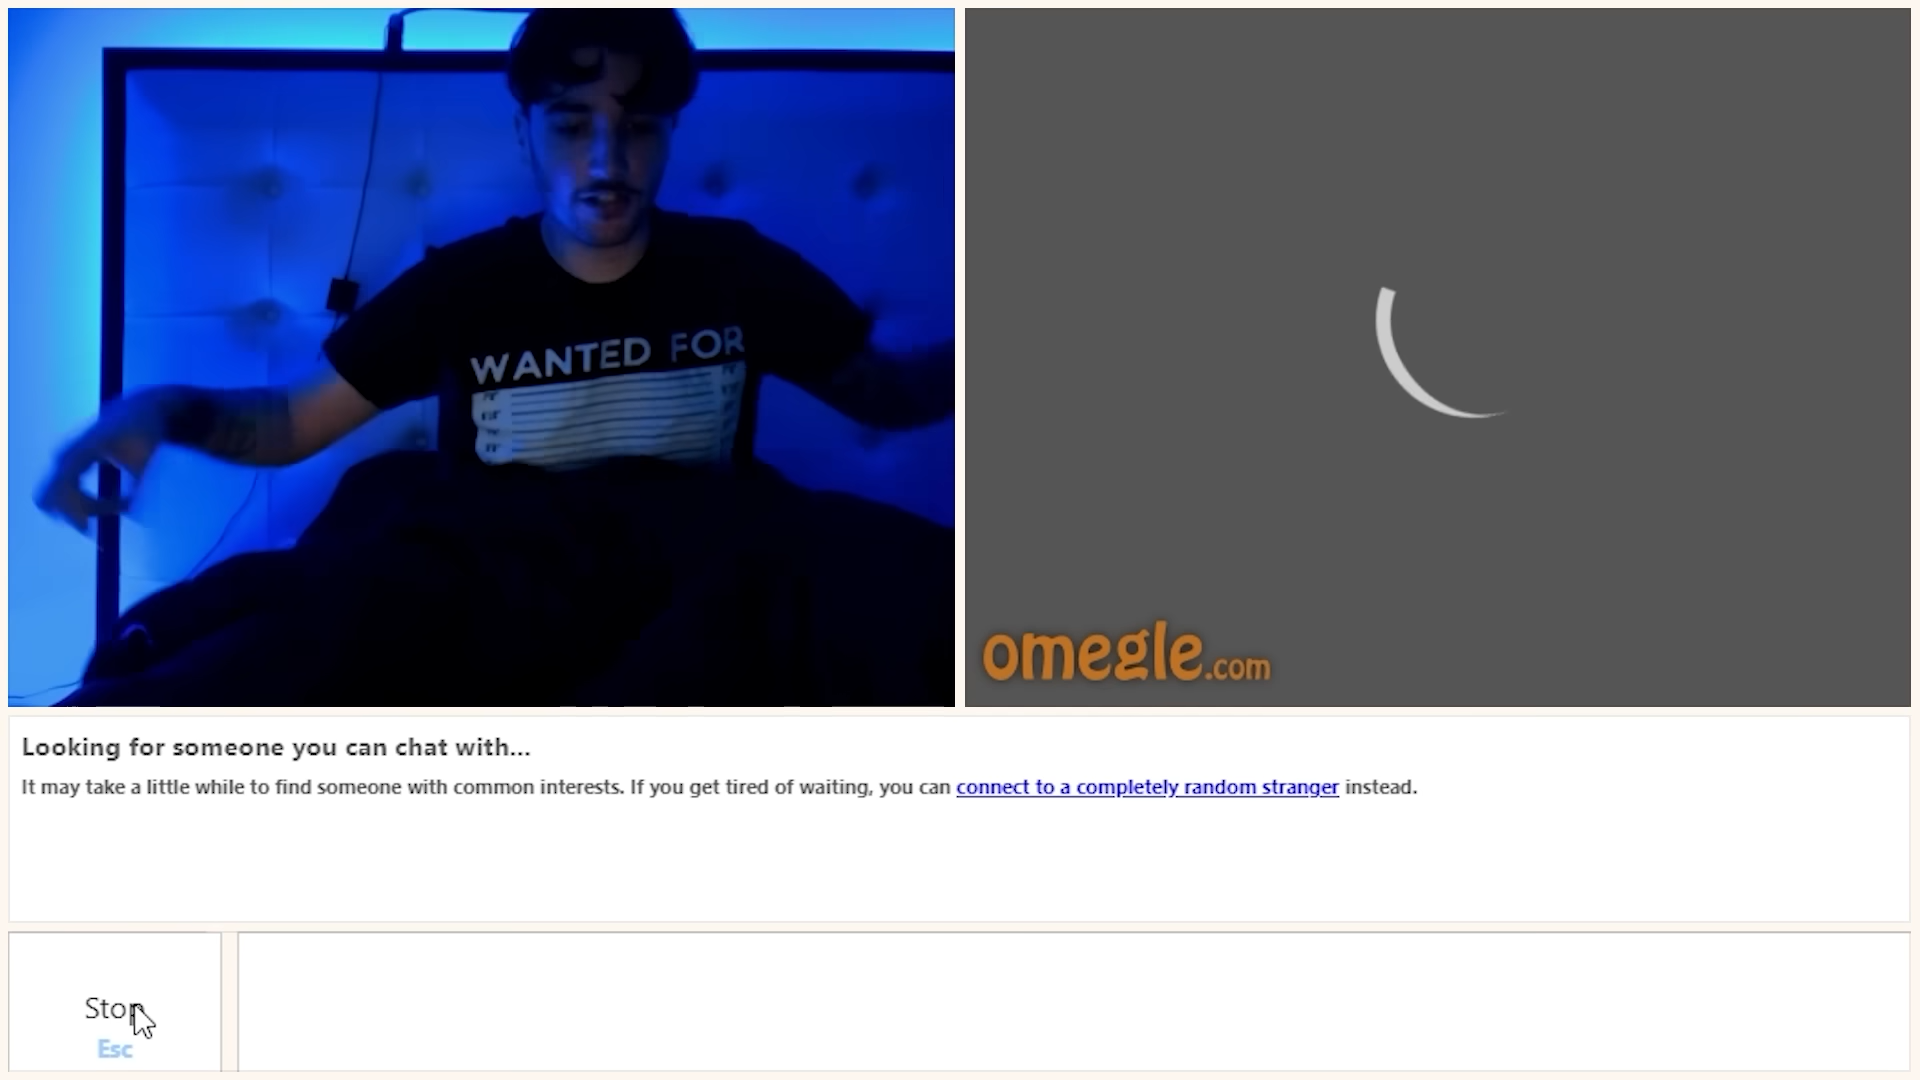 WANTED FOR
omegle.com
Looking for someone you can chat with...
It may take a little while to find someone with common interests. If you get tired of waiting, you can connect to a completely random stranger instead.
Stop
Esc